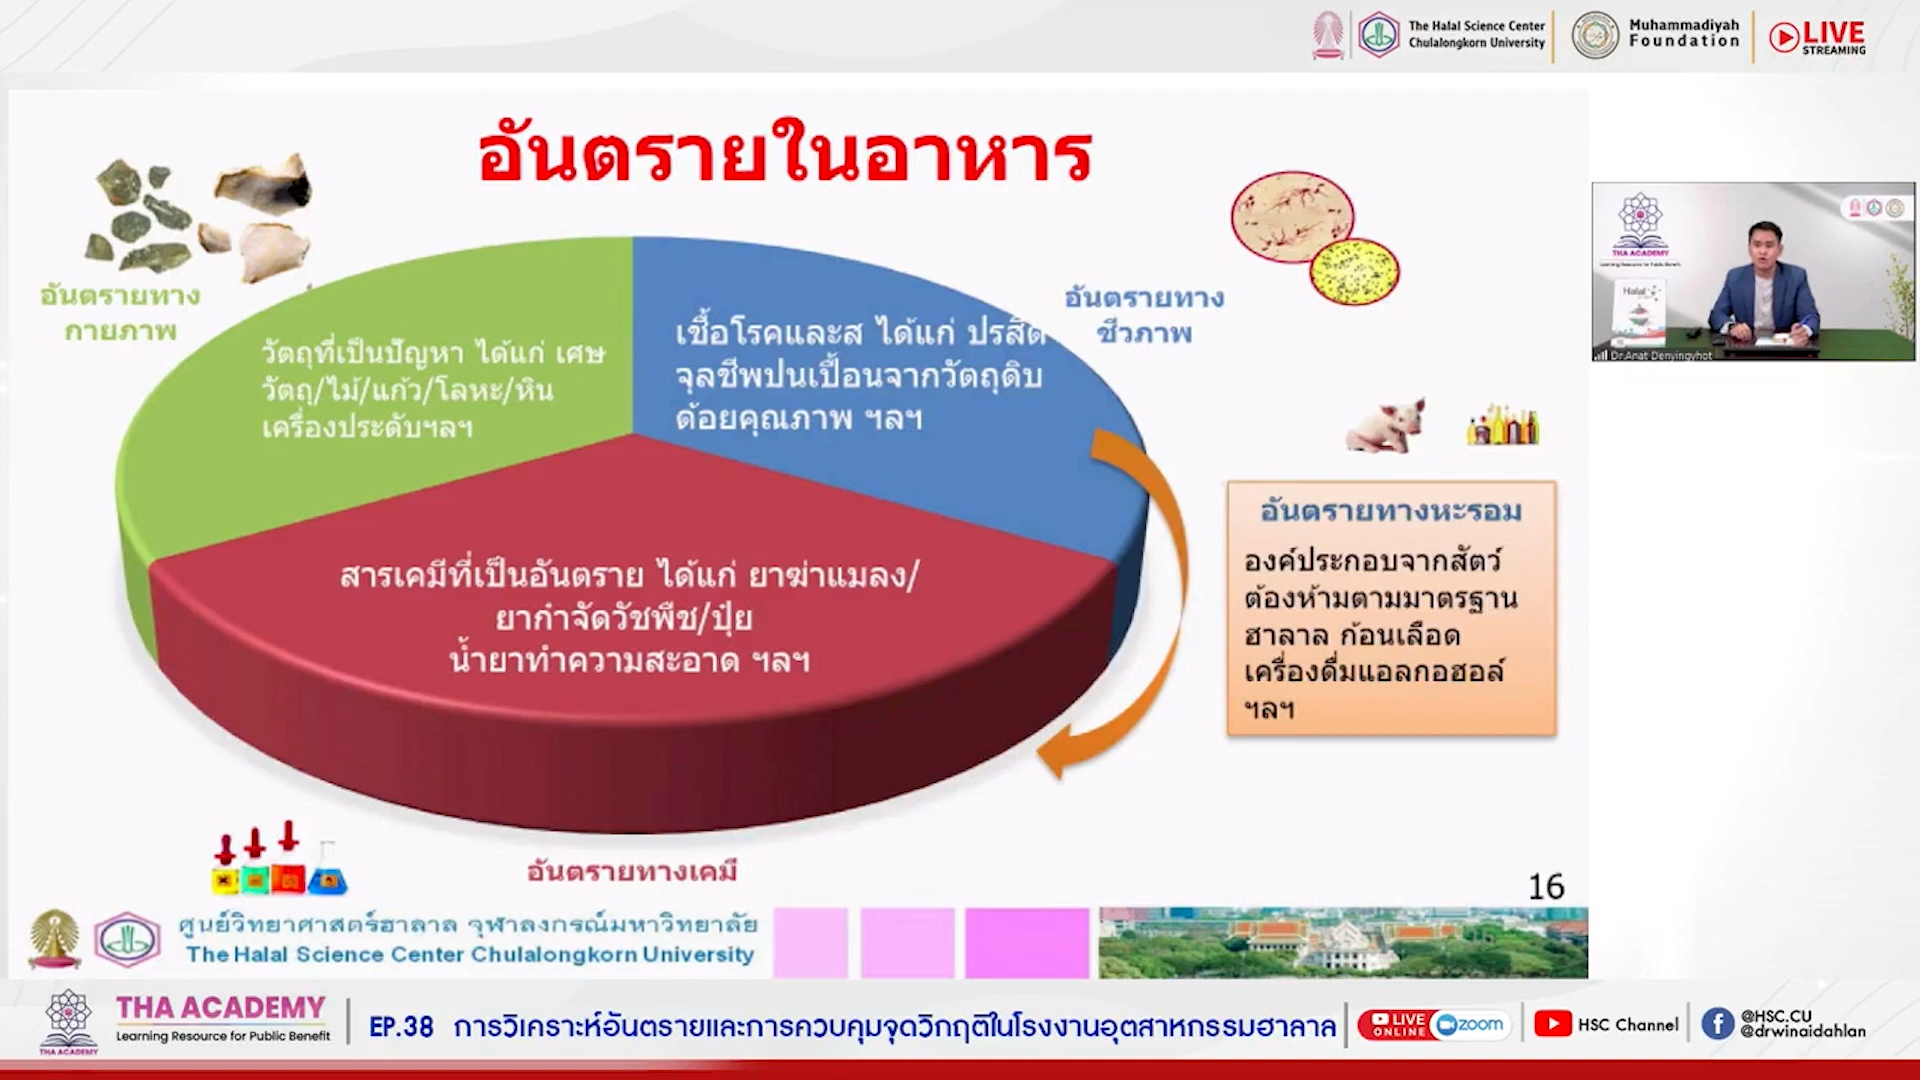 The Halal Science Center
Chulalongkorn University
Muhammadiyah
Foundation
LIVE
STREAMING
อันตรายในอาหาร
อันตรายทาง
กายภาพ
วัตถุที่เป็นปัญหา ได้แก่ เศษ
วัตถุ/ไม้/แก้ว/โลหะ/หิน
เครื่องประดับฯลฯ
เชื้อโรคและส ได้แก่ ปรสิต
จุลชีพปนเปื้อนจากวัตถุดิบ
ด้อยคุณภาพ ฯลฯ
อันตรายทาง
ชีวภาพ
THA ACADEMY
Learning Resource for Public Benefit
Halal
Dr.Anat Denyingyhot
สารเคมีที่เป็นอันตราย ได้แก่ ยาฆ่าแมลง/
ยากำจัดวัชพืช/ปุ๋ย
น้ำยาทำความสะอาด ฯลฯ
อันตรายทางหะรอม
องค์ประกอบจากสัตว์
ต้องห้ามตามมาตรฐาน
ฮาลาล ก้อนเลือด
เครื่องดื่มแอลกอฮอล์
ฯลฯ
อันตรายทางเคมี
16
ศูนย์วิทยาศาสตร์ฮาลาล จุฬาลงกรณ์มหาวิทยาลัย
The Halal Science Center Chulalongkorn University
THA ACADEMY
THA ACADEMY
Learning Resource for Public Benefit
EP.38 การวิเคราะห์อันตรายและการควบคุมจุดวิกฤติในโรงงานอุตสาหกรรมฮาลาล
LIVE
ONLINE
zoom
HSC Channel
@HSC.CU
@drwinaidahlan